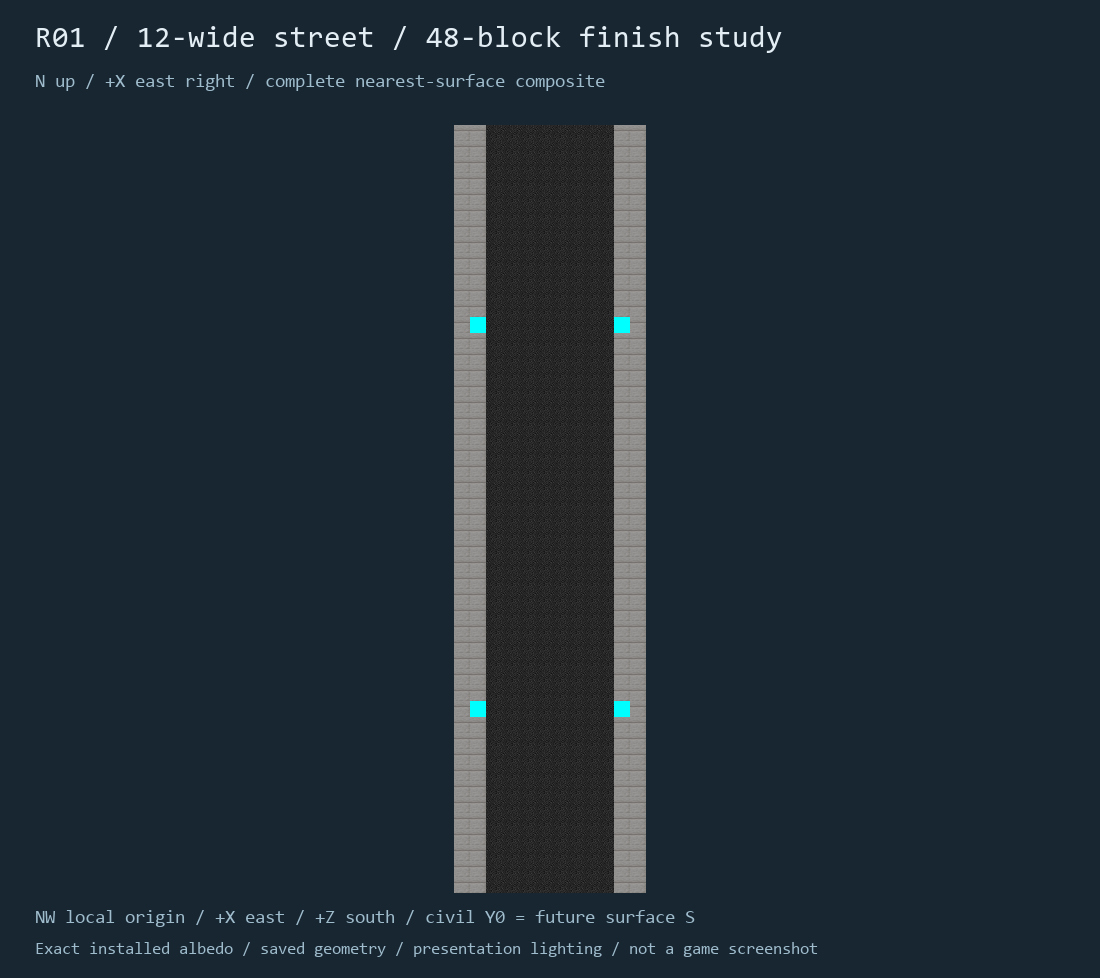 R01 / 12-wide street / 48-block finish study
N up / +X east right / complete nearest-surface composite
NW local origin / +X east / +Z south / civil Y0 = future surface S
Exact installed albedo / saved geometry / presentation lighting / not a game screenshot